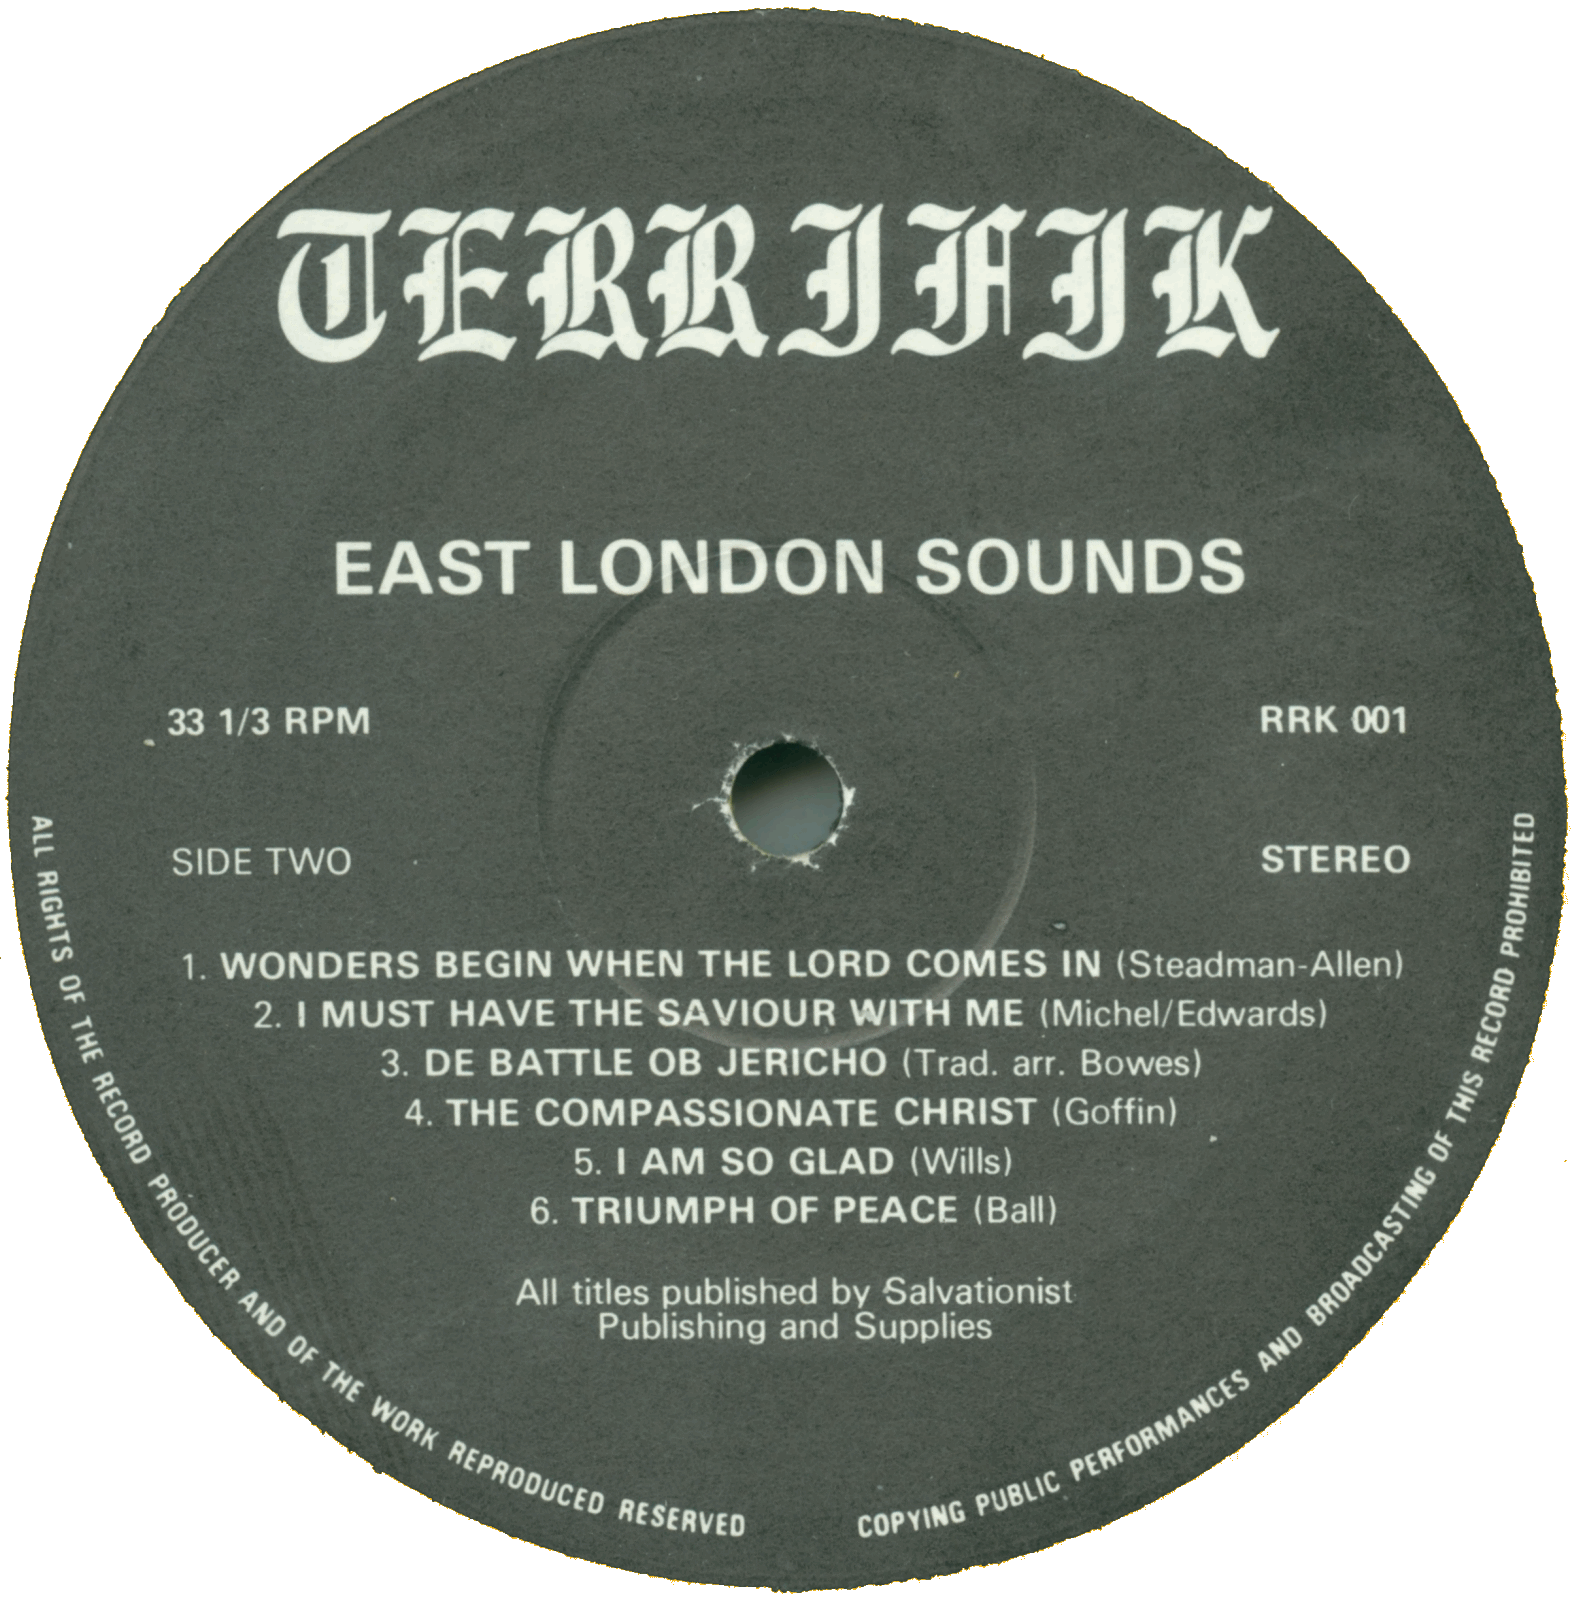 TERRIFIK
EAST LONDON SOUNDS
33 1/3 RPM
RRK 001
SIDE TWO
STEREO
1. WONDERS BEGIN WHEN THE LORD COMES IN (Steadman-Allen)
2. I MUST HAVE THE SAVIOUR WITH ME (Michel/Edwards)
3. DE BATTLE OB JERICHO (Trad. arr. Bowes)
4. THE COMPASSIONATE CHRIST (Goffin)
5. I AM SO GLAD (Wills)
6. TRIUMPH OF PEACE (Ball)
All titles published by Salvationist
Publishing and Supplies
ALL RIGHTS OF THE RECORD PRODUCER AND OF THE WORK REPRODUCED RESERVED
COPYING PUBLIC PERFORMANCES AND BROADCASTING OF THIS RECORD PROHIBITED